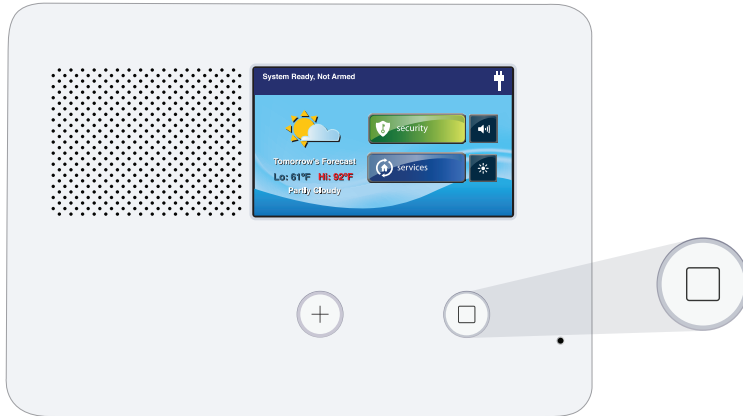 System Ready, Not Armed
security
Tomorrow's Forecast
services
Lo: 61°F Hi: 92°F
Partly Cloudy